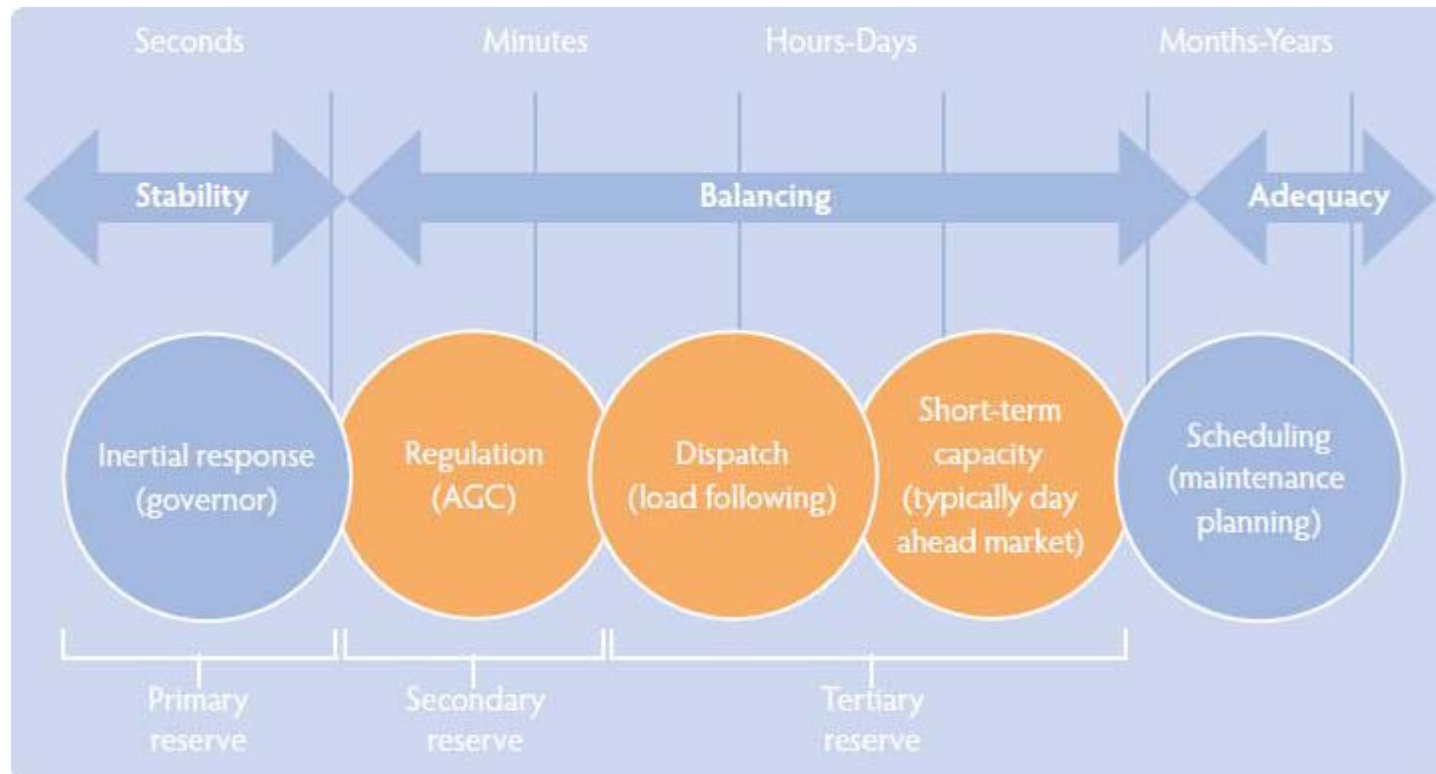 Seconds
Minutes
Hours-Days
Months-Years
Stability
Balancing
Adequacy
Inertial response
(governor)
Regulation
(AGC)
Dispatch
(load following)
Short-term
capacity
(typically day
ahead market)
Scheduling
(maintenance
planning)
Primary
reserve
Secondary
reserve
Tertiary
reserve